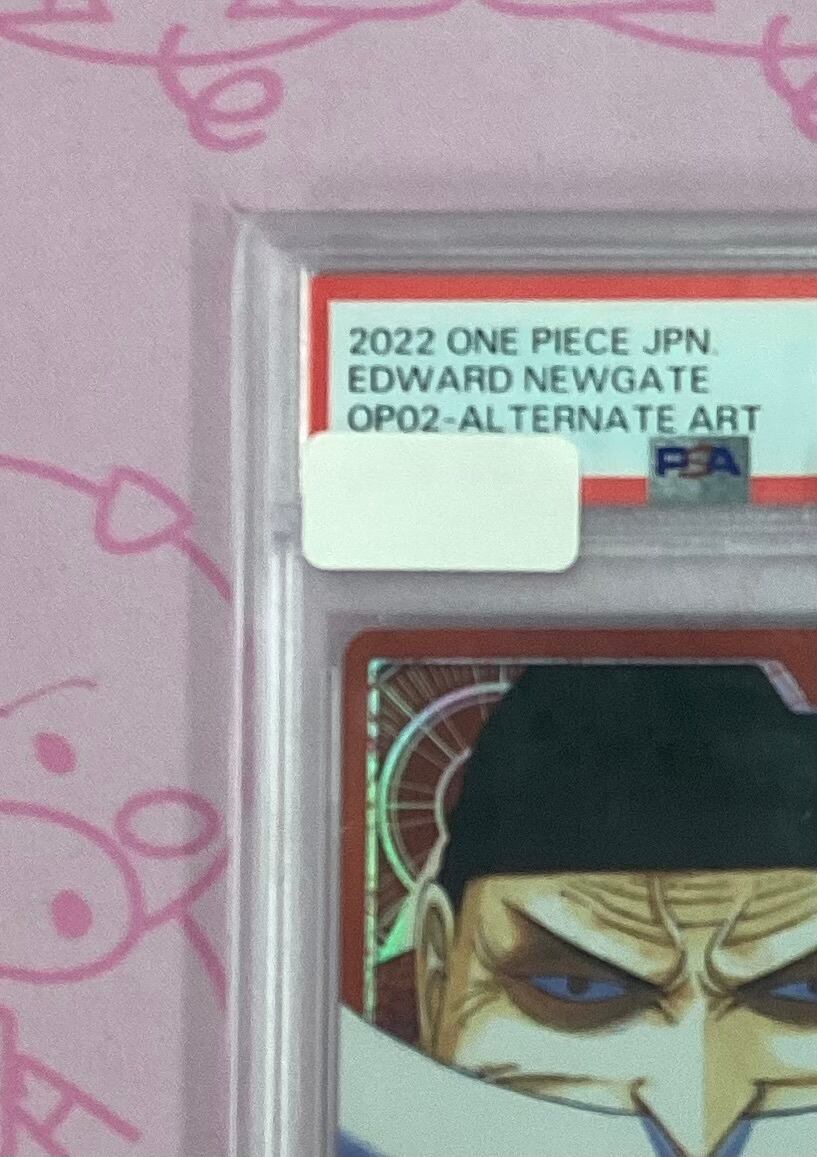 2022 ONE PIECE JPN.
EDWARD NEWGATE
OP02-ALTERNATE ART
PSA